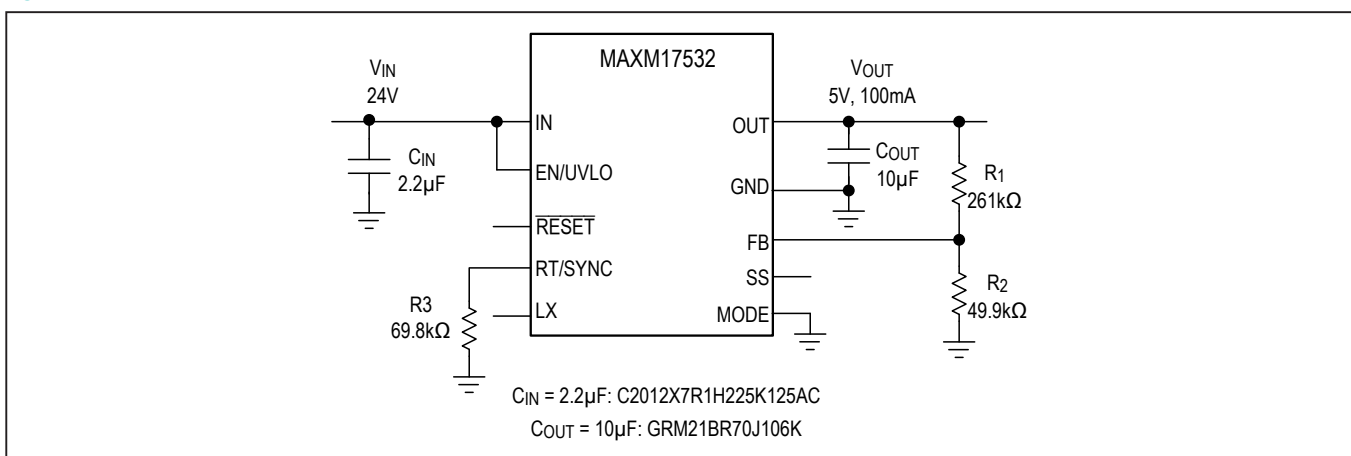 MAXM17532
VIN
24V
CIN
2.2µF
IN
EN/UVLO
RESET
RT/SYNC
LX
R3
69.8kΩ
OUT
GND
FB
SS
MODE
VOUT
5V, 100mA
COUT
10µF
R1
261kΩ
R2
49.9kΩ
CIN = 2.2µF: C2012X7R1H225K125AC
COUT = 10µF: GRM21BR70J106K